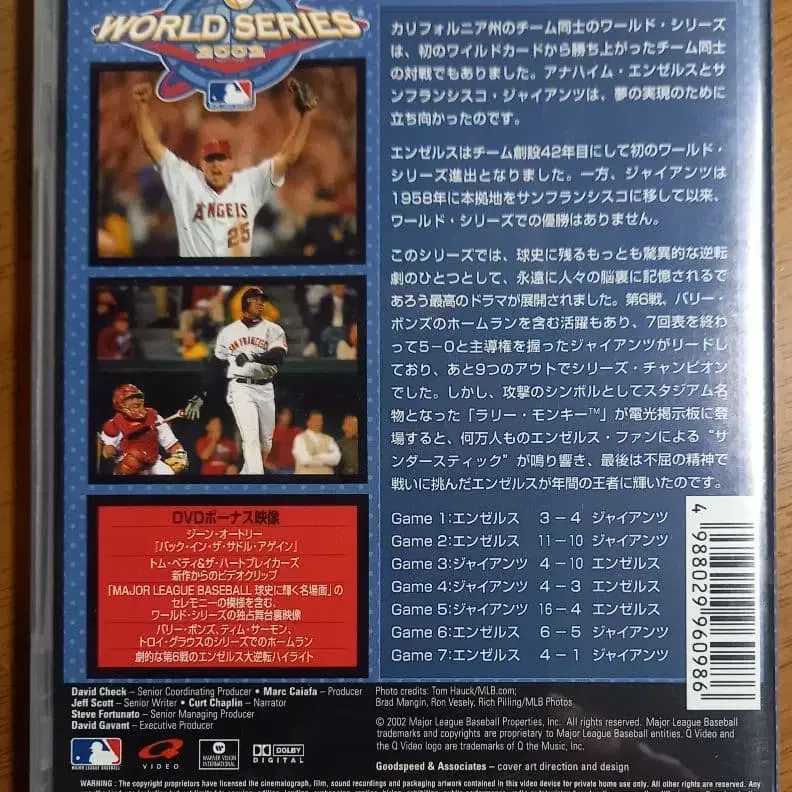 WORLD SERIES
2002
カリフォルニア州のチーム同士のワールド・シリーズ
は、初のワイルドカードから勝ち上がったチーム同士
の対戦でもありました。アナハイム・エンゼルスとサ
ンフランシスコ・ジャイアンツは、夢の実現のために
立ち向かったのです。
エンゼルスはチーム創設42年目にして初のワールド・
シリーズ進出となりました。一方、ジャイアンツは
1958年に本拠地をサンフランシスコに移して以来、
ワールド・シリーズでの優勝はありません。
このシリーズでは、球史に残るもっとも驚異的な逆転
劇のひとつとして、永遠に人々の脳裏に記憶されるで
あろう最高のドラマが展開されました。第6戦、バリー・
ボンズのホームランを含む活躍もあり、7回表を終わ
って5−0と主導権を握ったジャイアンツがリードし
ており、あと9つのアウトでシリーズ・チャンピオン
でした。しかし、攻撃のシンボルとしてスタジアム名
物となった「ラリー・モンキー™」が電光掲示板に登
場すると、何万人ものエンゼルス・ファンによる“サ
ンダースティック”が鳴り響き、最後は不屈の精神で
戦いに挑んだエンゼルスが年間の王者に輝いたのです。
Game 1:エンゼルス 3−4 ジャイアンツ
Game 2:エンゼルス 11−10 ジャイアンツ
Game 3:ジャイアンツ 4−10 エンゼルス
Game 4:ジャイアンツ 4−3 エンゼルス
Game 5:ジャイアンツ 16−4 エンゼルス
Game 6:エンゼルス 6−5 ジャイアンツ
Game 7:エンゼルス 4−1 ジャイアンツ
4 988029 960986
ANGELS
25
SAN FRANCISCO
DVDボーナス映像
ジーン・オートリー
「バック・イン・ザ・サドル・アゲイン」
トム・ペティ&ザ・ハートブレイカーズ
新作からのビデオクリップ
「MAJOR LEAGUE BASEBALL 球史に輝く名場面」の
セレモニーの模様を含む、
ワールド・シリーズの独占舞台裏映像
バリー・ボンズ、ティム・サーモン、
トロイ・グラウスのシリーズでのホームラン
劇的な第6戦のエンゼルス大逆転ハイライト
David Check – Senior Coordinating Producer • Marc Caiafa – Producer
Jeff Scott – Senior Writer • Curt Chaplin – Narrator
Steve Fortunato – Senior Managing Producer
David Gavant – Executive Producer
Photo credits: Tom Hauck/MLB.com;
Brad Mangin, Ron Vesely, Rich Pilling/MLB Photos
© 2002 Major League Baseball Properties, Inc. All rights reserved. Major League Baseball
trademarks and copyrights are proprietary to Major League Baseball entities. Q Video and
the Q Video logo are trademarks of Q the Music, Inc.
Goodspeed & Associates – cover art direction and design
MAJOR LEAGUE BASEBALL
VIDEO
WARNER VISION
INTERNATIONAL
DOLBY
DIGITAL
WARNING : The copyright proprietors have licensed the cinematograph, film, sound recordings and packaging artwork contained in this video device for private home use only. All other rights are